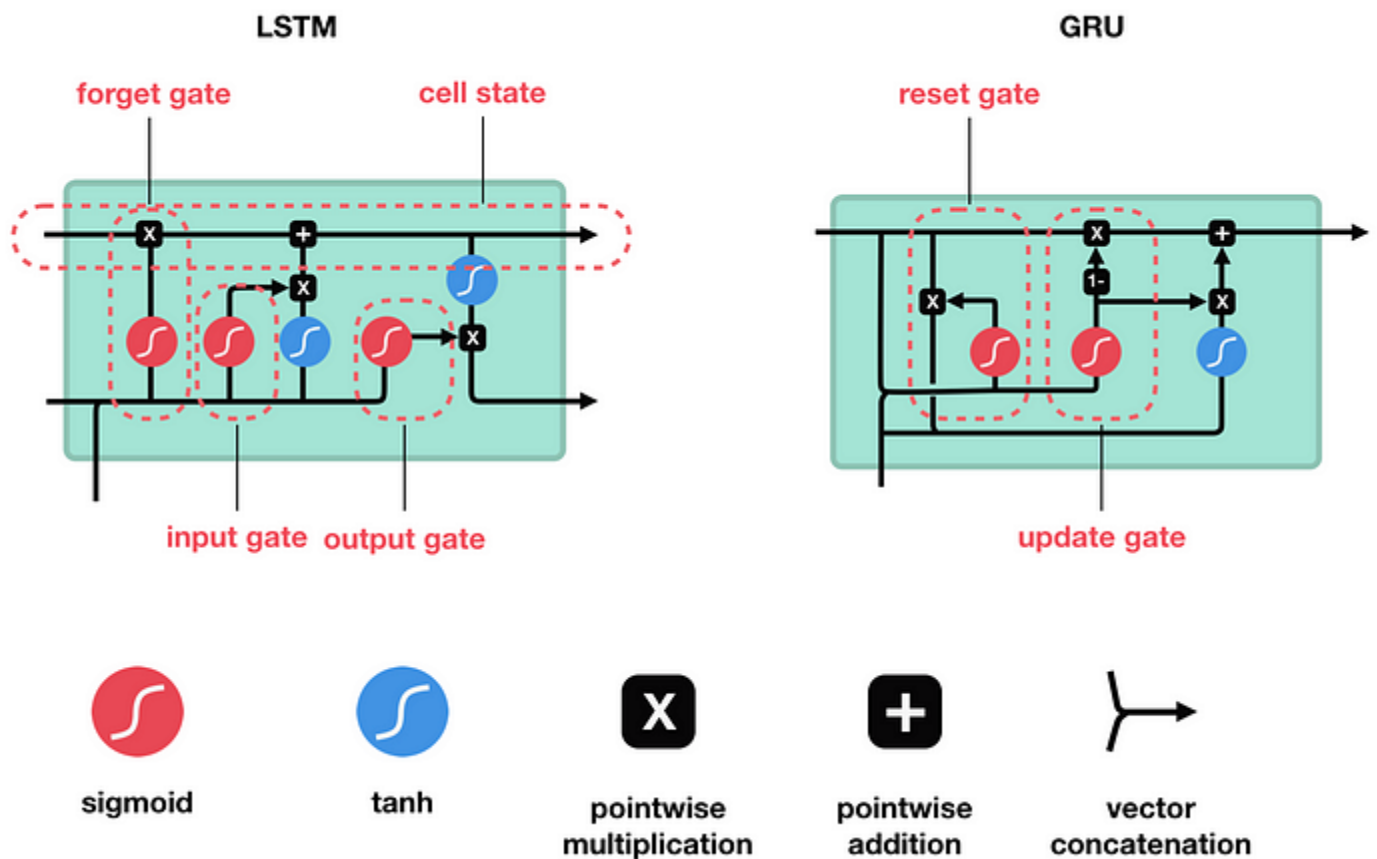 LSTM
GRU
forget gate
cell state
reset gate
X
+
X
+
X
1-
X
X
X
input gate
output gate
update gate
X
+
sigmoid
tanh
pointwise
multiplication
pointwise
addition
vector
concatenation